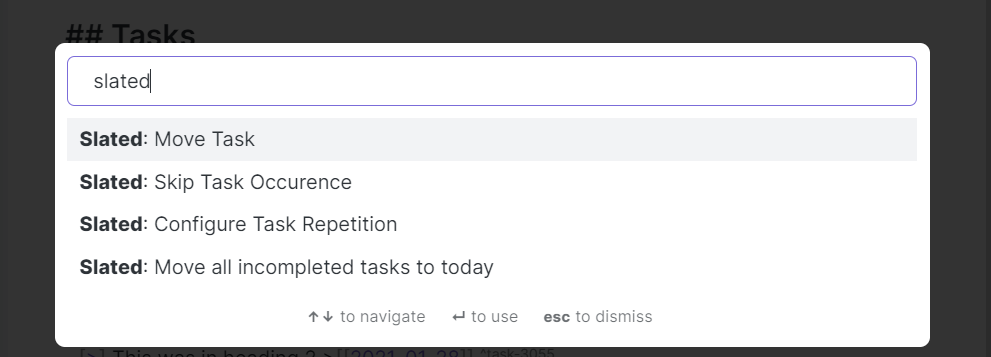 ## Tasks
slated
Slated: Move Task
Slated: Skip Task Occurence
Slated: Configure Task Repetition
Slated: Move all incompleted tasks to today
↑↓ to navigate ↵ to use esc to dismiss
[>] This was in heading 2 >[[2021-01-28]] ^task-3055